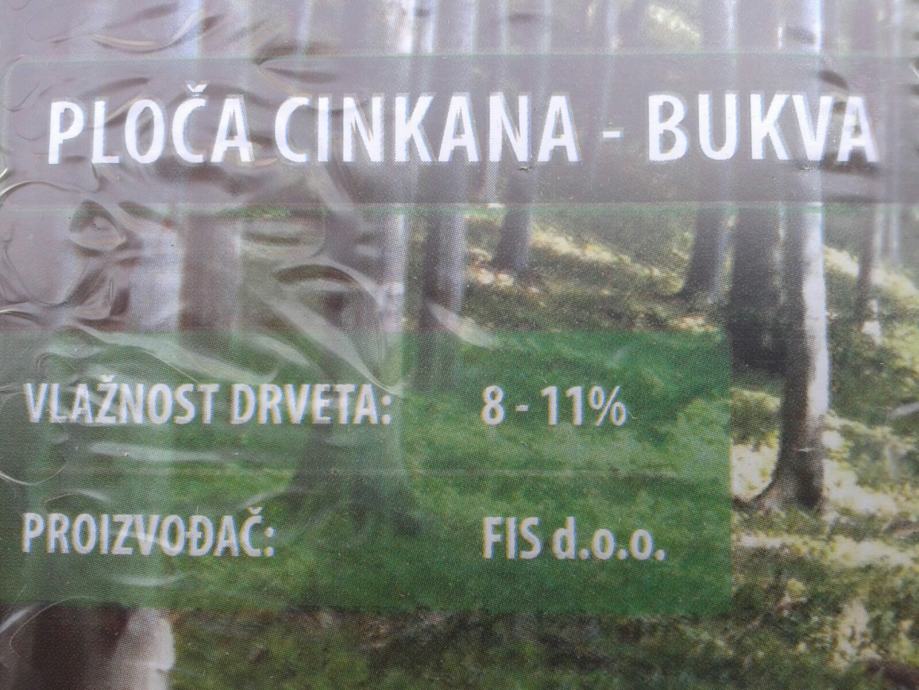 PLOČA CINKANA - BUKVA
VLAŽNOST DRVETA: 8 - 11%
PROIZVOĐAČ: FIS d.o.o.